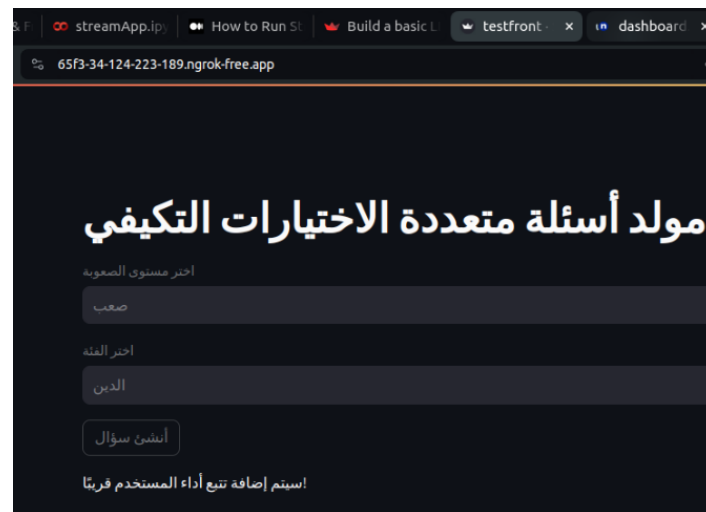 & F streamApp.ip How to Run St Build a basic L testfront - dashboard
65f3-34-124-223-189.ngrok-free.app
مولد أسئلة متعددة الاختيارات التكيفي
اختر مستوى الصعوبة
صعب
اختر الفئة
الدين
أنشئ سؤال
سيتم إضافة تتبع أداء المستخدم قريبًا!